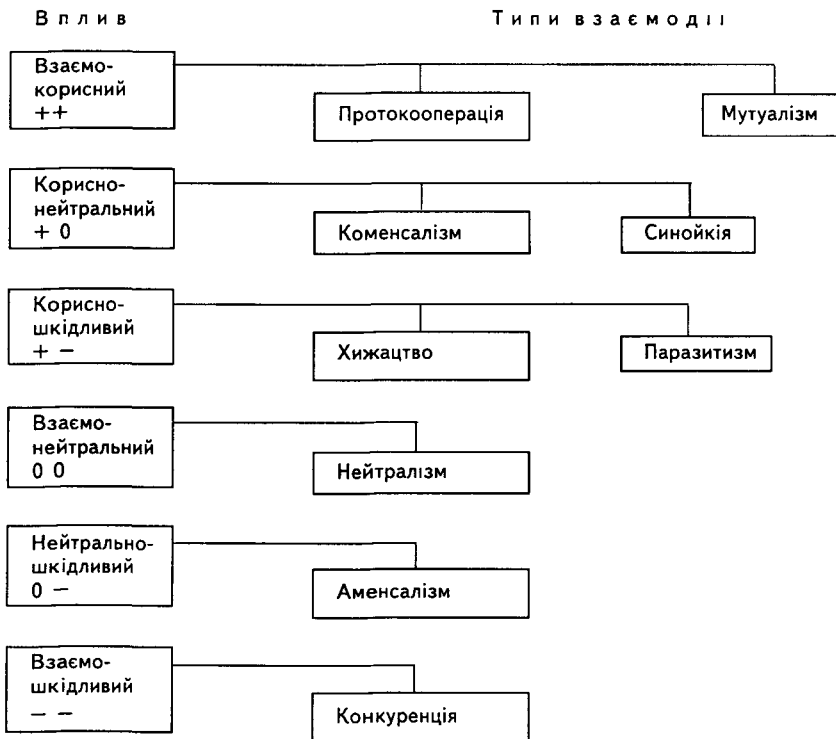 Вплив Типи взаємодії
Взаємо-
корисний
++
Протокооперація
Мутуалізм
Корисно-
нейтральний
+ 0
Коменсалізм
Синойкія
Корисно-
шкідливий
+ −
Хижацтво
Паразитизм
Взаємо-
нейтральний
0 0
Нейтралізм
Нейтрально-
шкідливий
0 −
Аменсалізм
Взаємо-
шкідливий
− −
Конкуренція